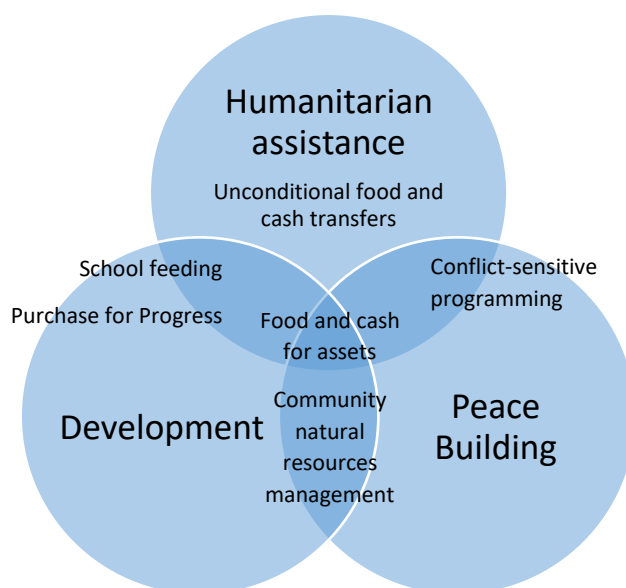 Humanitarian
assistance
Unconditional food and
cash transfers
School feeding
Conflict-sensitive
programming
Purchase for Progress
Food and cash
for assets
Development
Community
natural
resources
management
Peace
Building